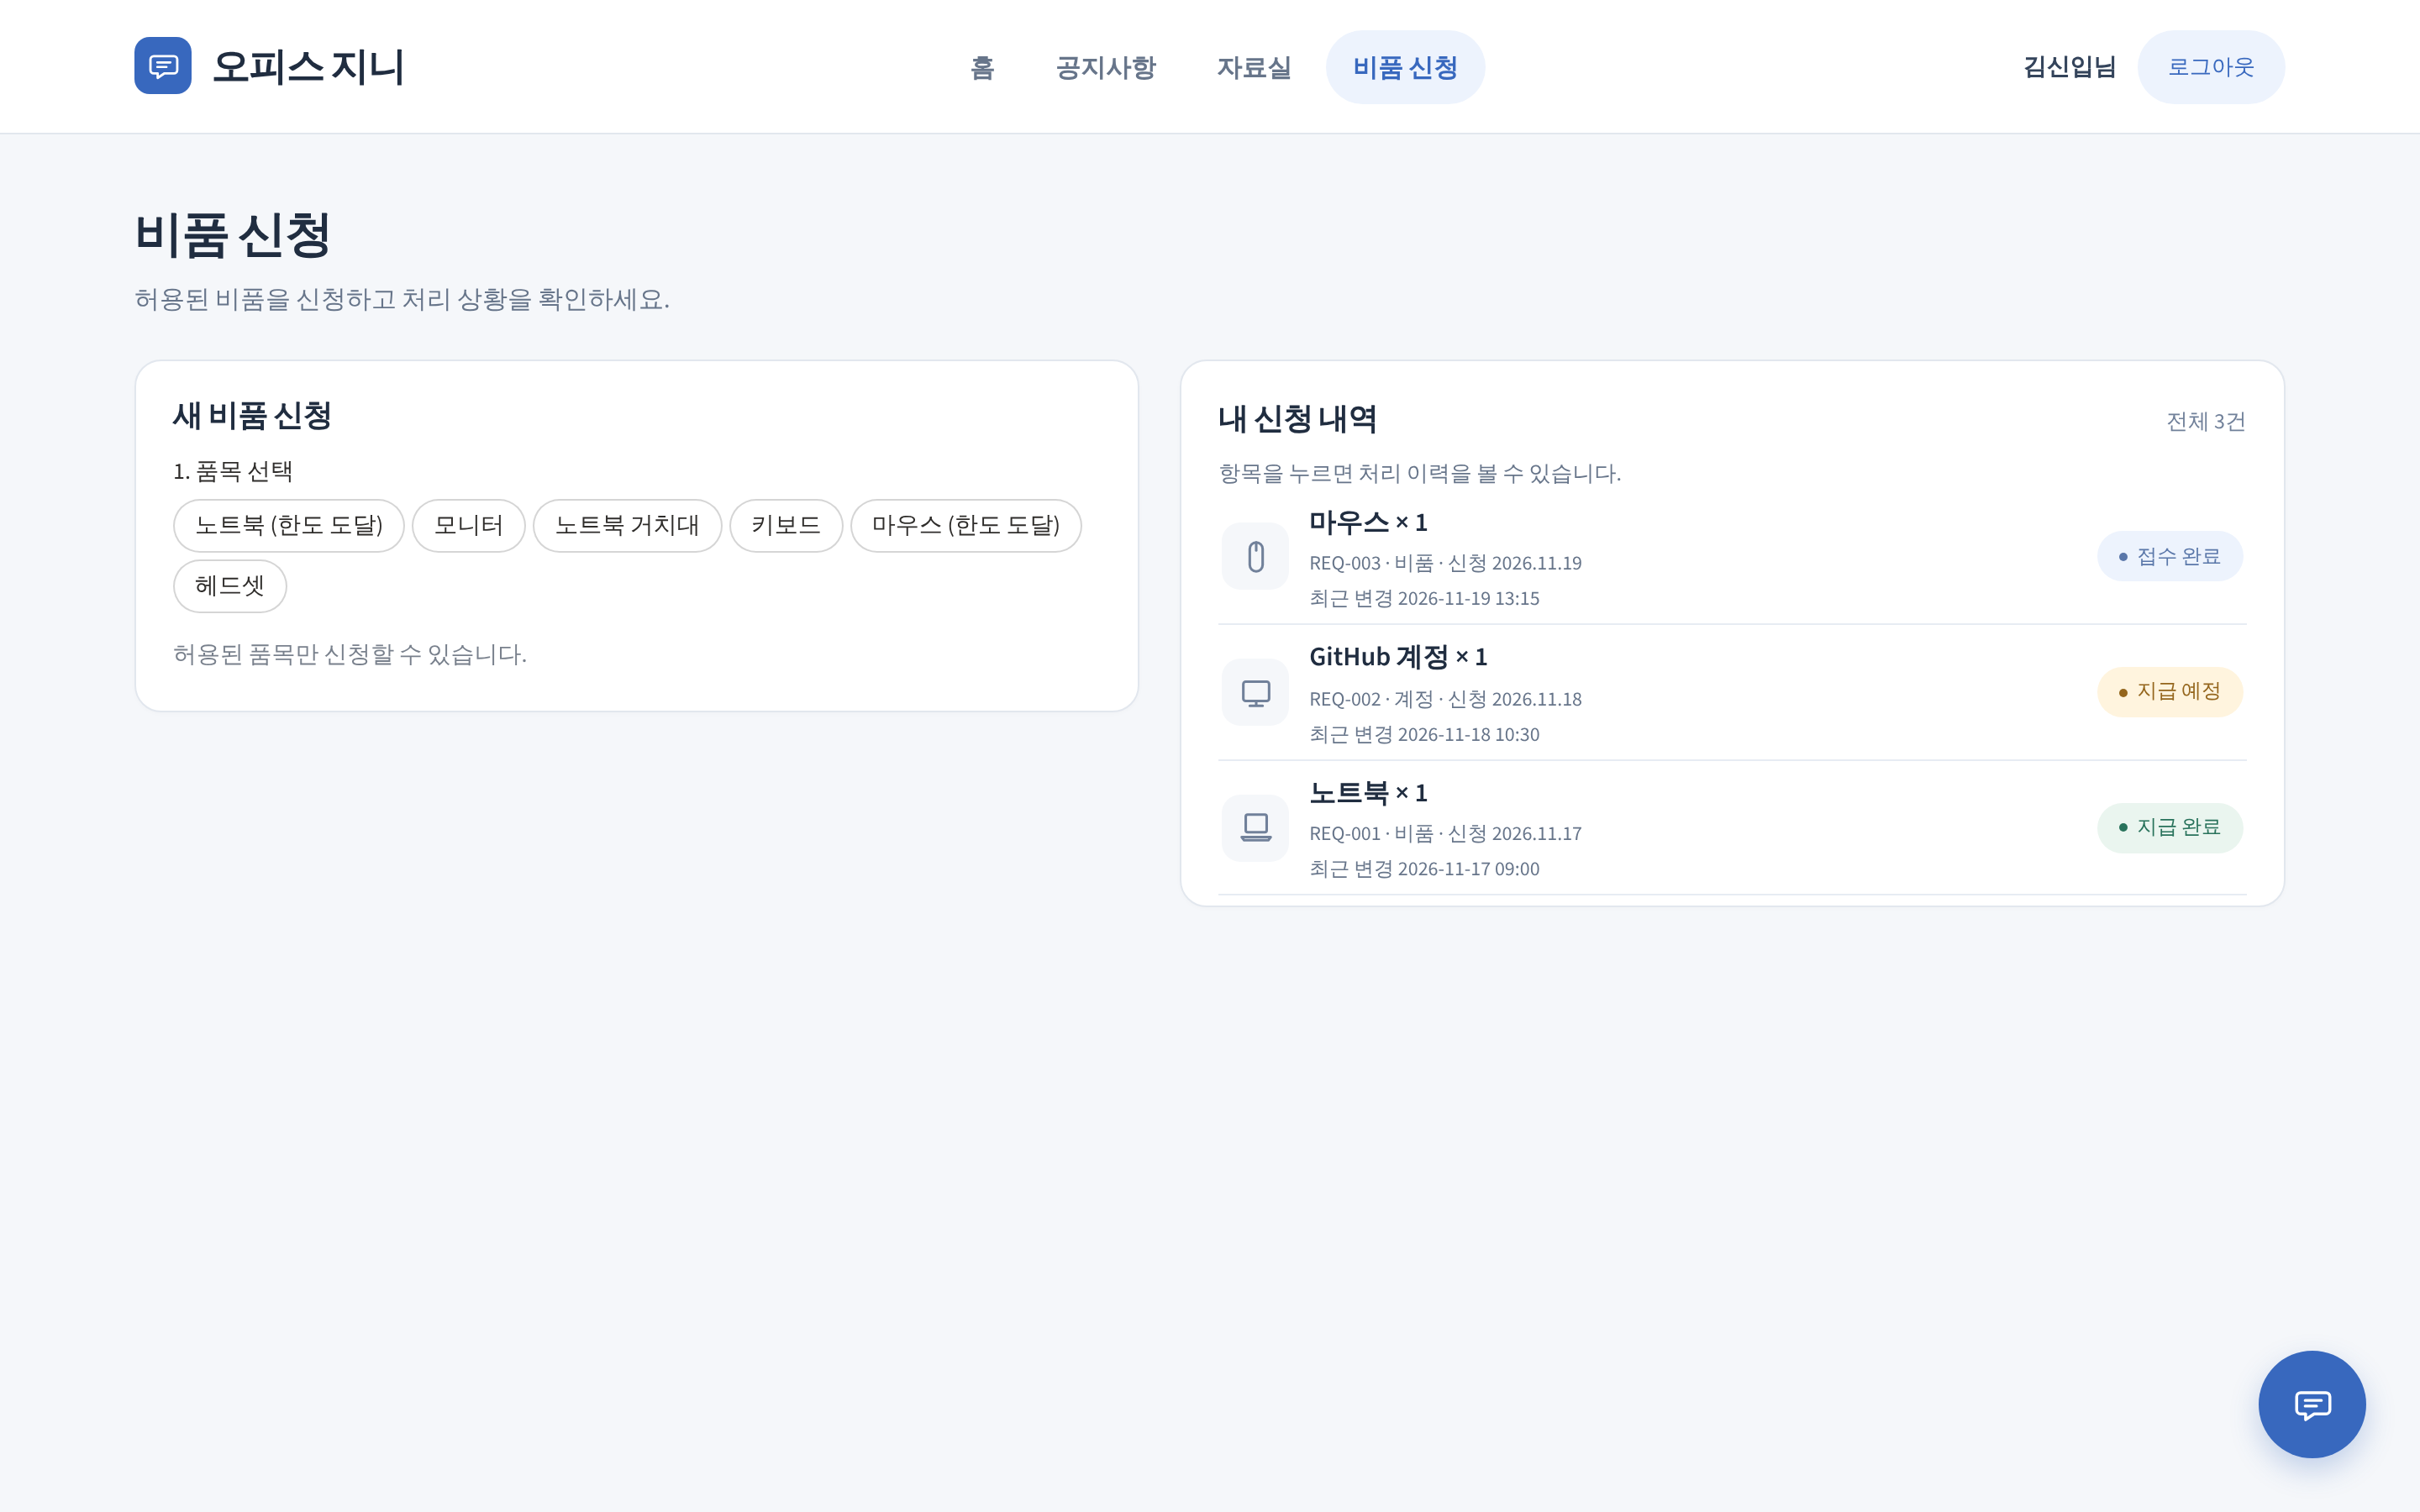 오피스 지니
홈 공지사항 자료실 비품 신청
김신입님 로그아웃
비품 신청
허용된 비품을 신청하고 처리 상황을 확인하세요.
새 비품 신청
1. 품목 선택
노트북 (한도 도달) 모니터 노트북 거치대 키보드 마우스 (한도 도달)
헤드셋
허용된 품목만 신청할 수 있습니다.
내 신청 내역 전체 3건
항목을 누르면 처리 이력을 볼 수 있습니다.
마우스 × 1
REQ-003 · 비품 · 신청 2026.11.19
최근 변경 2026-11-19 13:15
• 접수 완료
GitHub 계정 × 1
REQ-002 · 계정 · 신청 2026.11.18
최근 변경 2026-11-18 10:30
• 지급 예정
노트북 × 1
REQ-001 · 비품 · 신청 2026.11.17
최근 변경 2026-11-17 09:00
• 지급 완료